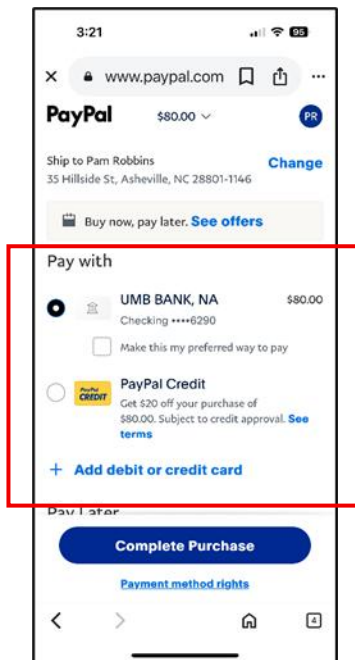 3:21
95
www.paypal.com
PayPal
$80.00
PR
Ship to Pam Robbins
Change
35 Hillside St, Asheville, NC 28801-1146
Buy now, pay later. See offers
Pay with
UMB BANK, NA
$80.00
Checking ••••6290
Make this my preferred way to pay
PayPal
CREDIT
PayPal Credit
Get $20 off your purchase of
$80.00. Subject to credit approval. See
terms
+ Add debit or credit card
Pay Later
Complete Purchase
Payment method rights
4